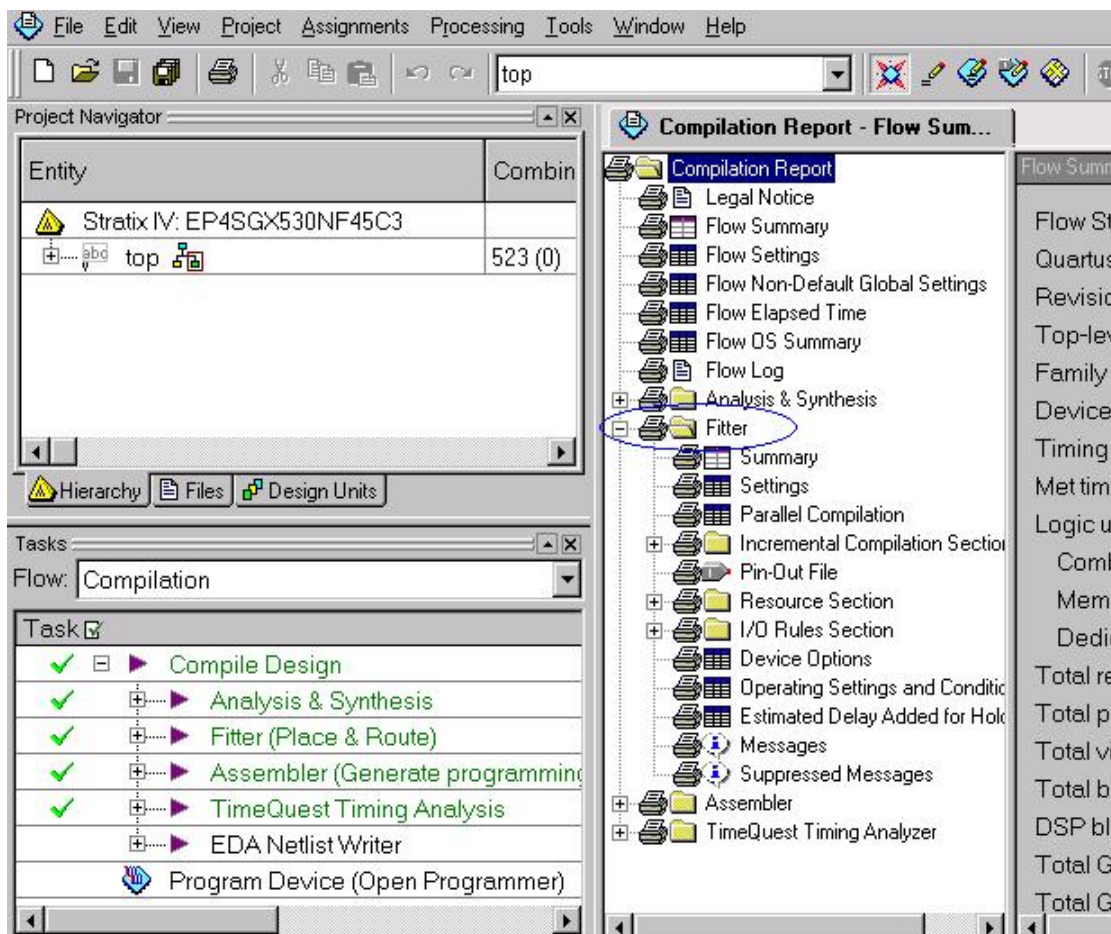 File Edit View Project Assignments Processing Tools Window Help
top
Project Navigator
Entity Combin
Stratix IV: EP4SGX530NF45C3
abc top 523 (0)
Hierarchy Files Design Units
Tasks
Flow: Compilation
Task
Compile Design
Analysis & Synthesis
Fitter (Place & Route)
Assembler (Generate programming
TimeQuest Timing Analysis
EDA Netlist Writer
Program Device (Open Programmer)
Compilation Report - Flow Sum...
Compilation Report
Legal Notice
Flow Summary
Flow Settings
Flow Non-Default Global Settings
Flow Elapsed Time
Flow OS Summary
Flow Log
Analysis & Synthesis
Fitter
Summary
Settings
Parallel Compilation
Incremental Compilation Section
Pin-Out File
Resource Section
I/O Rules Section
Device Options
Operating Settings and Conditic
Estimated Delay Added for Hold
Messages
Suppressed Messages
Assembler
TimeQuest Timing Analyzer
Flow Summ
Flow St
Quartus
Revisio
Top-lev
Family
Device
Timing
Met tim
Logic u
Comb
Mem
Dedi
Total re
Total p
Total vi
Total b
DSP bl
Total G
Total G